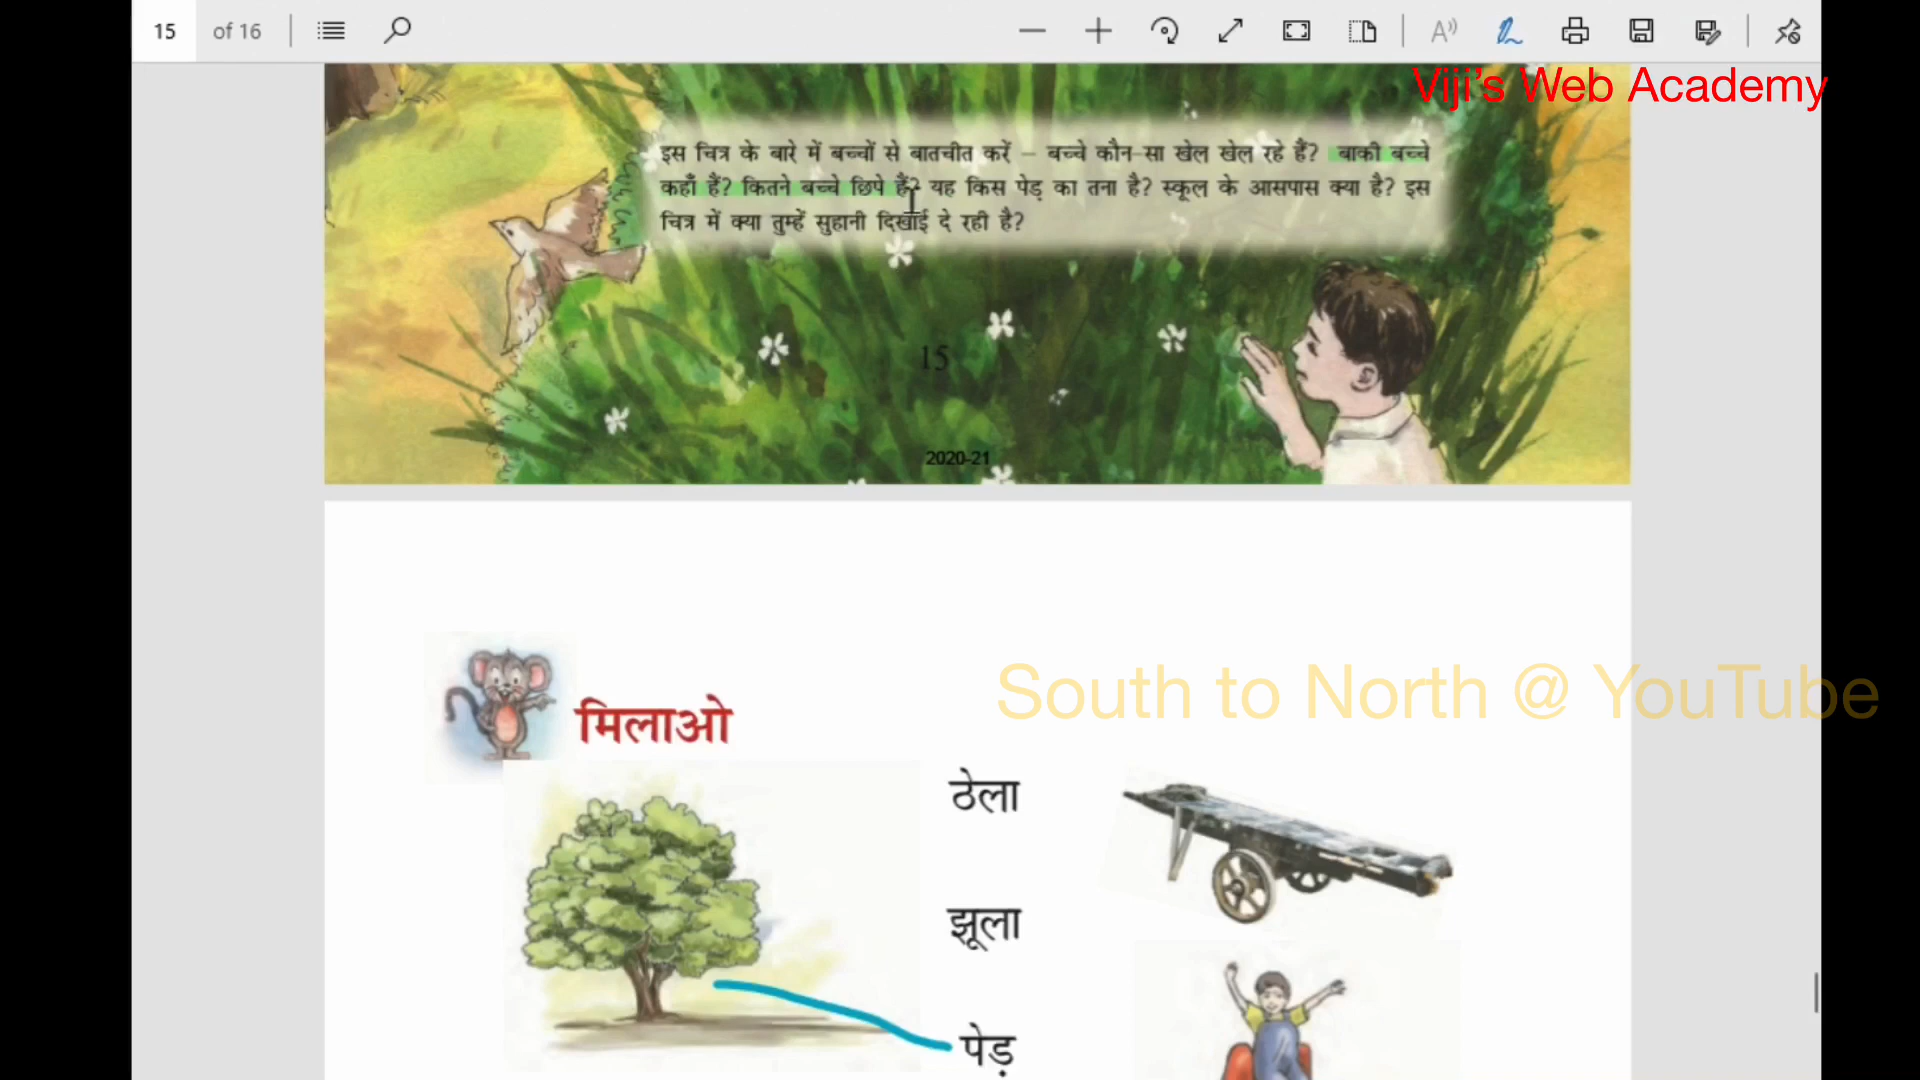 15 of 16
Viji's Web Academy
इस चित्र के बारे में बच्चों से बातचीत करें – बच्चे कौन-सा खेल खेल रहे हैं? बाकी बच्चे
कहाँ हैं? कितने बच्चे छिपे हैं? यह किस पेड़ का तना है? स्कूल के आसपास क्या है? इस
चित्र में क्या तुम्हें सुहानी दिखाई दे रही है?
15
2020-21
South to North @ YouTube
मिलाओ
ठेला
झूला
पेड़